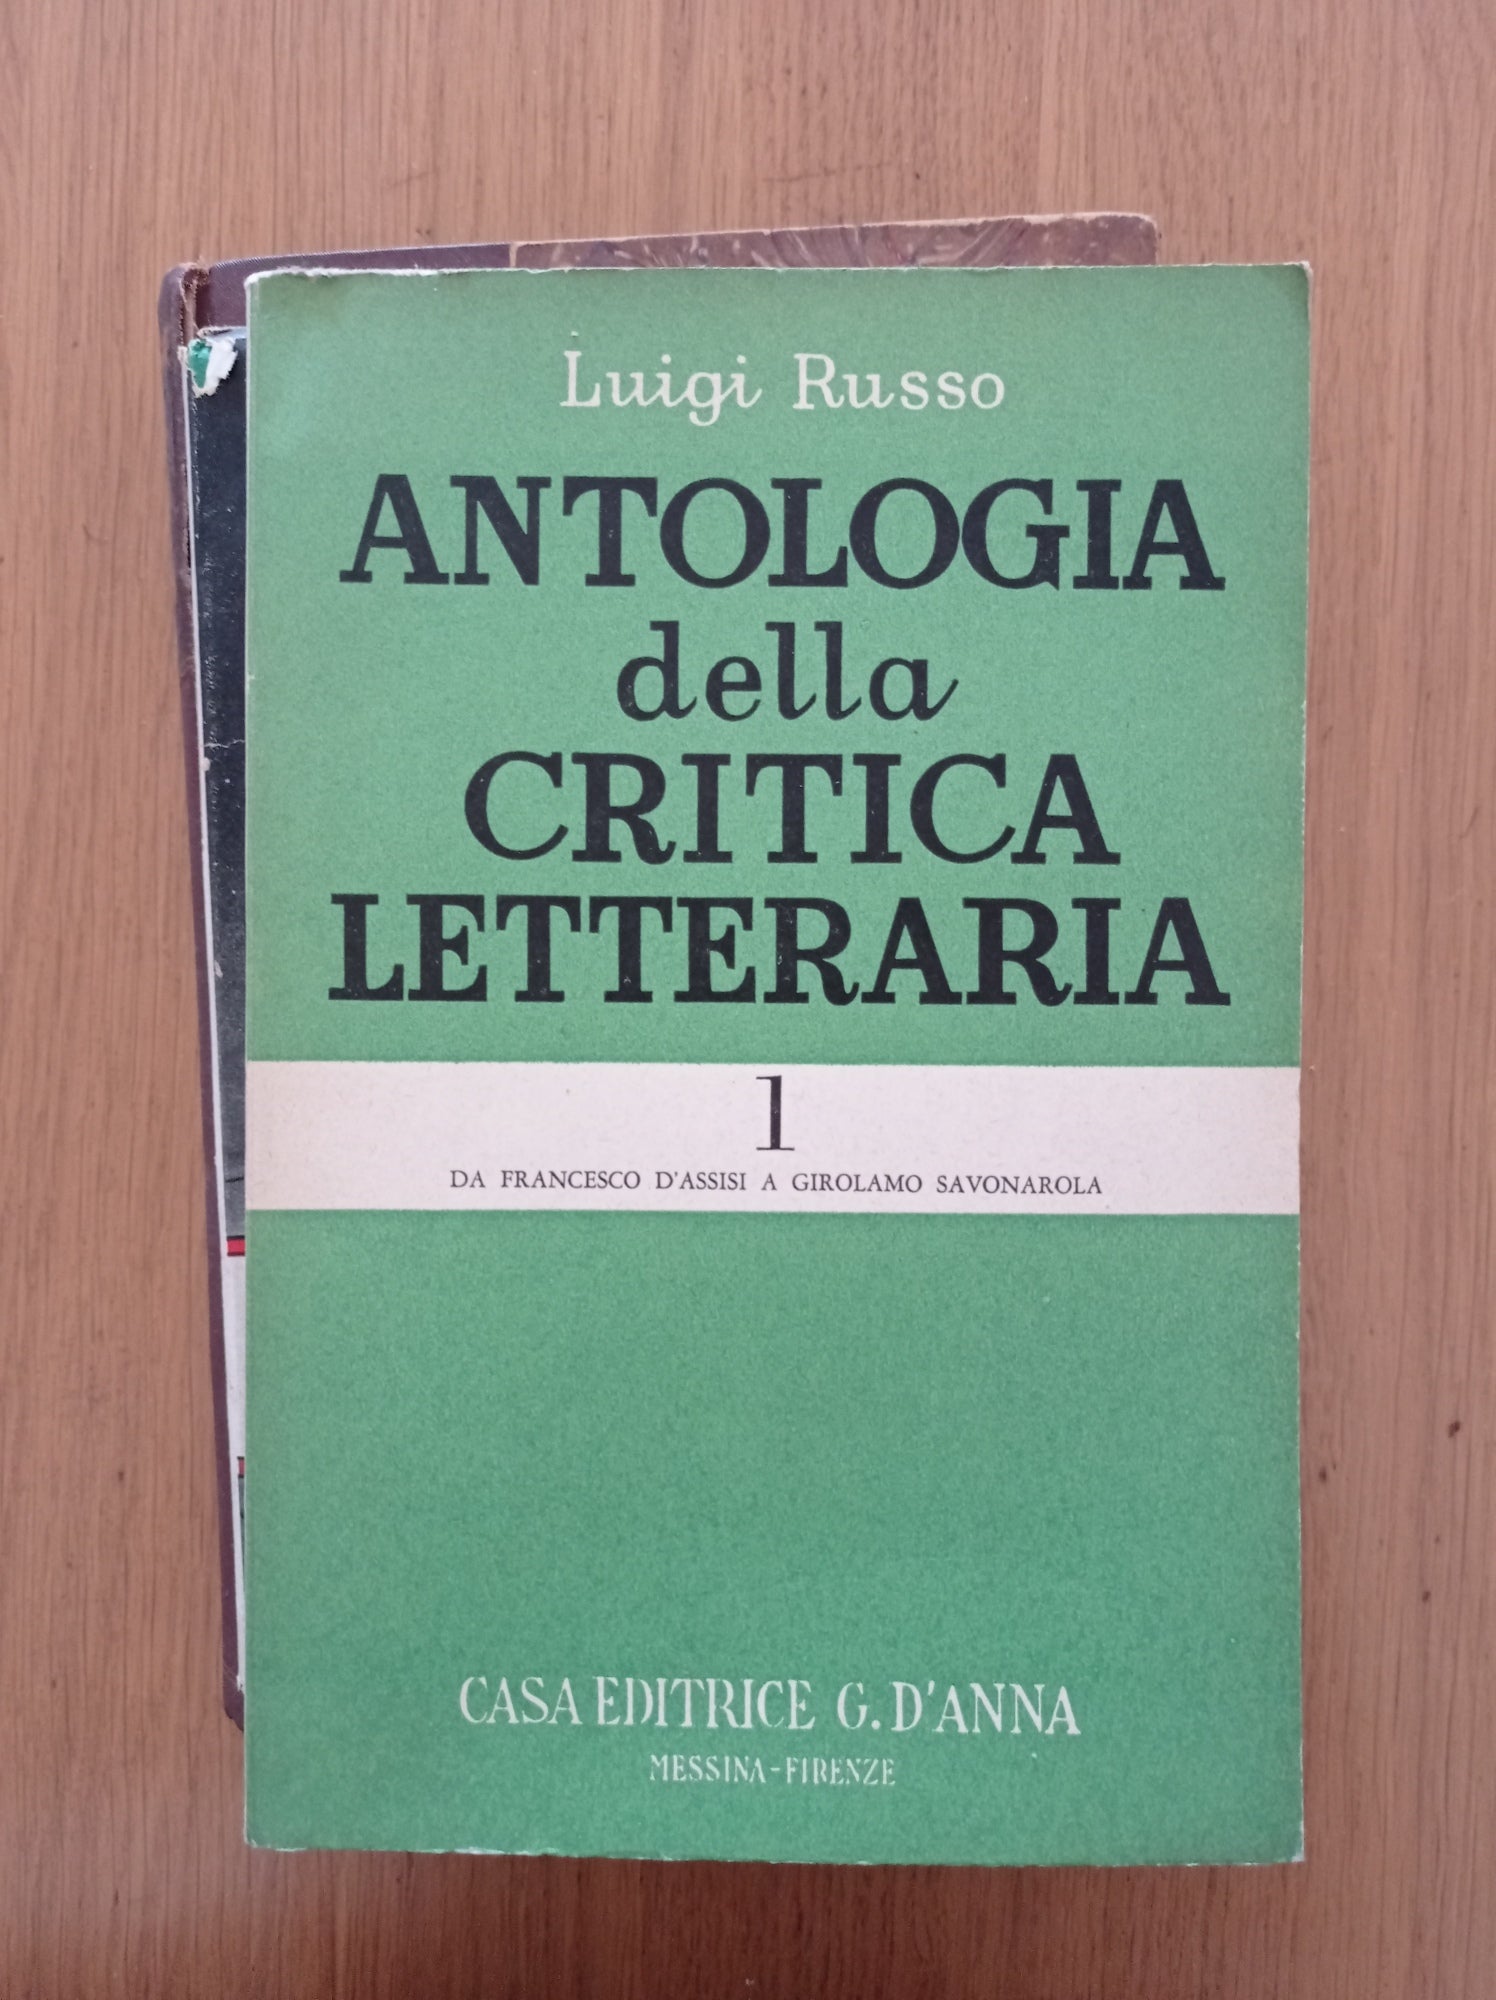 Luigi Russo
ANTOLOGIA
della
CRITICA
LETTERARIA
1
DA FRANCESCO D'ASSISI A GIROLAMO SAVONAROLA
CASA EDITRICE G. D'ANNA
MESSINA-FIRENZE